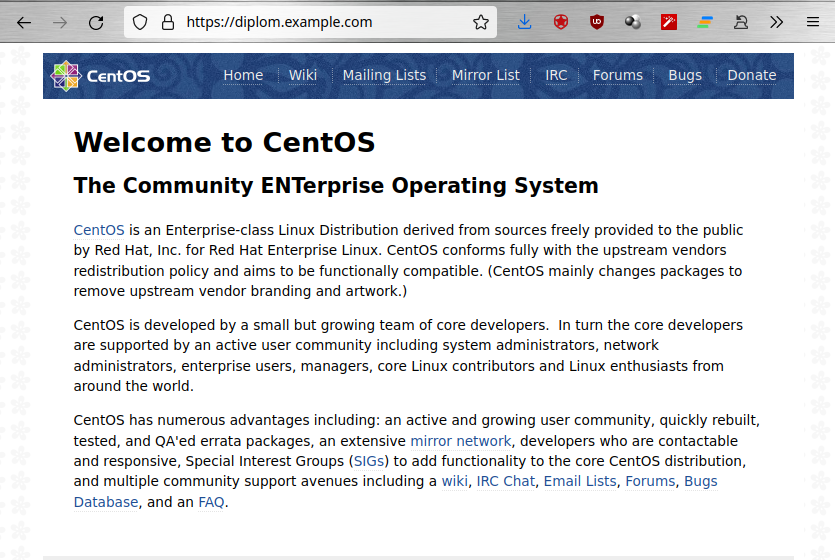 https://diplom.example.com
CentOS
Home Wiki Mailing Lists Mirror List IRC Forums Bugs Donate
Welcome to CentOS
The Community ENTerprise Operating System
CentOS is an Enterprise-class Linux Distribution derived from sources freely provided to the public
by Red Hat, Inc. for Red Hat Enterprise Linux. CentOS conforms fully with the upstream vendors
redistribution policy and aims to be functionally compatible. (CentOS mainly changes packages to
remove upstream vendor branding and artwork.)
CentOS is developed by a small but growing team of core developers.  In turn the core developers
are supported by an active user community including system administrators, network
administrators, enterprise users, managers, core Linux contributors and Linux enthusiasts from
around the world.
CentOS has numerous advantages including: an active and growing user community, quickly rebuilt,
tested, and QA'ed errata packages, an extensive mirror network, developers who are contactable
and responsive, Special Interest Groups (SIGs) to add functionality to the core CentOS distribution,
and multiple community support avenues including a wiki, IRC Chat, Email Lists, Forums, Bugs
Database, and an FAQ.